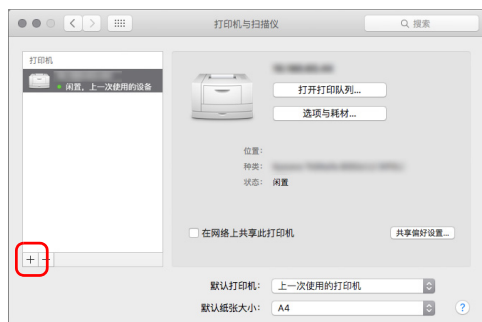 打印机与扫描仪
搜索
打印机
闲置，上一次使用的设备
打开打印队列...
选项与耗材...
位置:
种类:
状态: 闲置
在网络上共享此打印机
共享偏好设置...
+ −
默认打印机: 上一次使用的打印机
默认纸张大小: A4
?